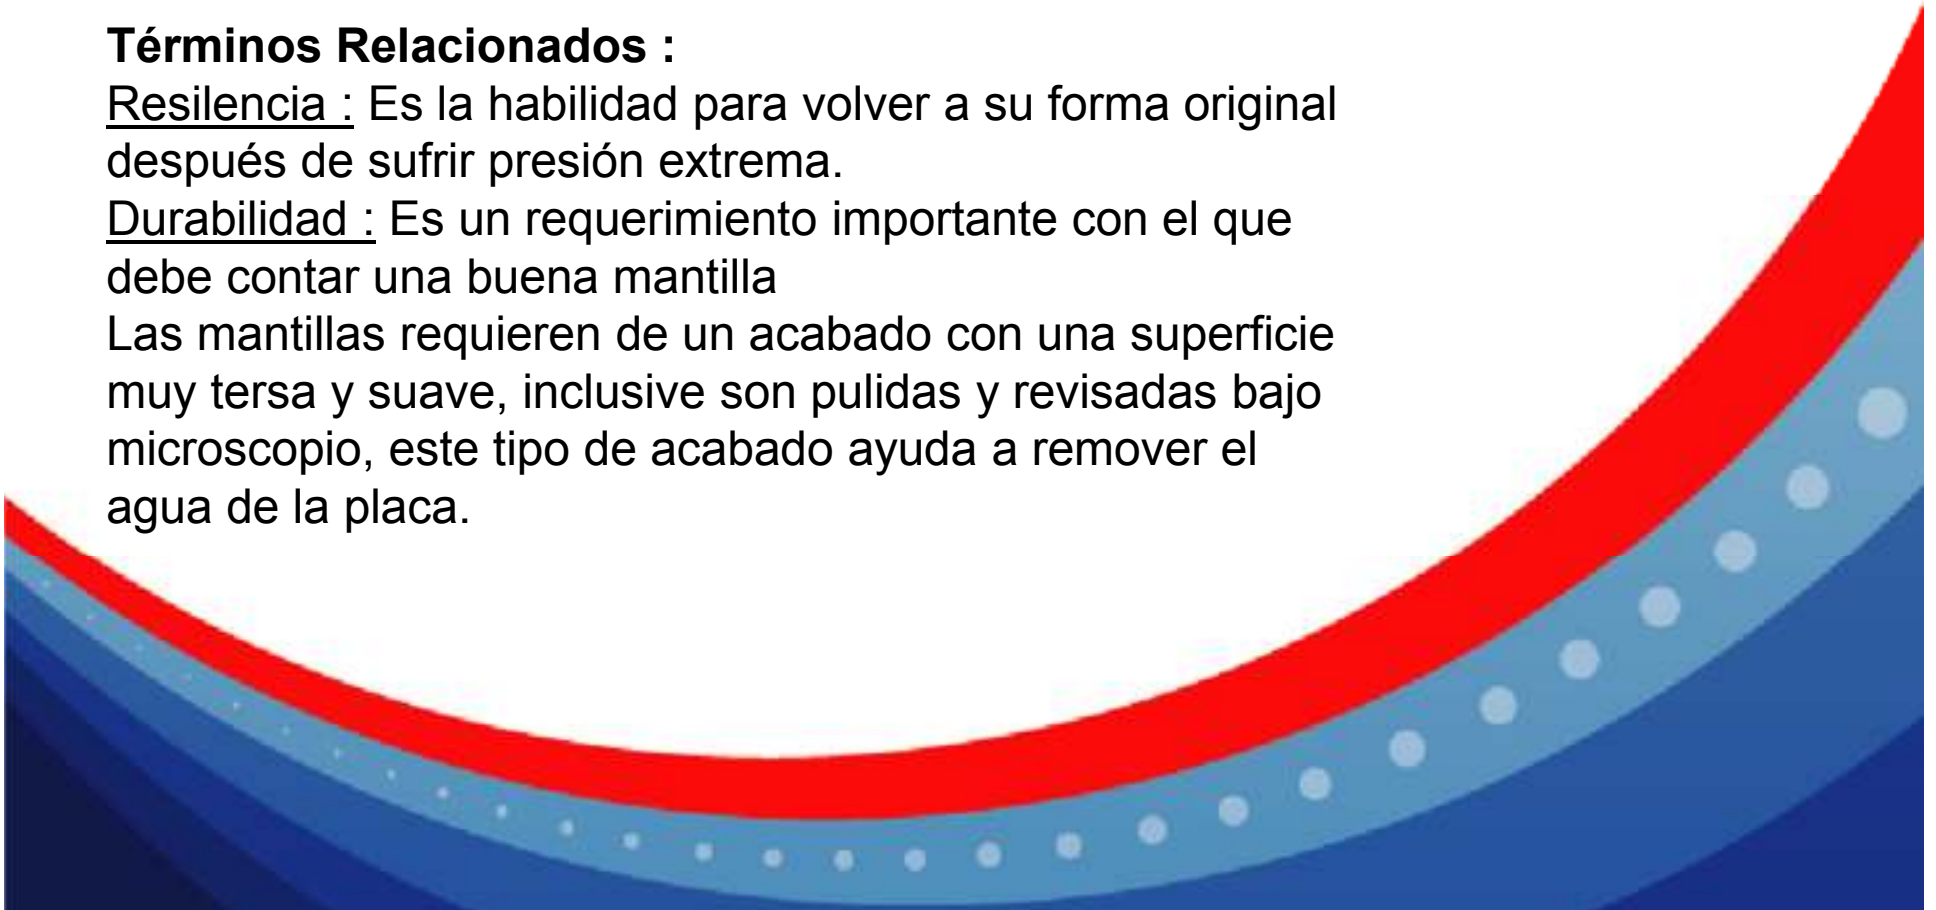 Términos Relacionados :
Resilencia : Es la habilidad para volver a su forma original
después de sufrir presión extrema.
Durabilidad : Es un requerimiento importante con el que
debe contar una buena mantilla
Las mantillas requieren de un acabado con una superficie
muy tersa y suave, inclusive son pulidas y revisadas bajo
microscopio, este tipo de acabado ayuda a remover el
agua de la placa.